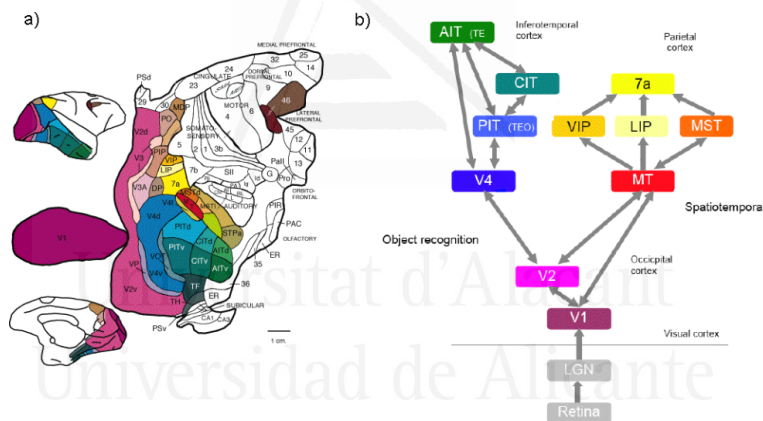 a)
MEDIAL PREFRONTAL
25
32
14
24
10
CINGULATE
DORSAL
PREFRONTAL
23
9
PSd
29
30
MDP
MOTOR
6
46
4
LATERAL
PREFRONTAL
PO
SOMATO-
SENSORY
45
12
V2d
5
2
1
3b
11
V3
PIP
VIP
LIP
7b
SII
PaII
13
V3A
DP
7a
G
Pro
ORBITO-
FRONTAL
MSTd
AUDITORY
PIR
V4t
V1
V4d
PITd
STPa
PAC
CITd
AITd
OLFACTORY
VOT
PITv
CITv
AITv
ER
VP
V4v
35
V2v
TF
36
TH
ER
SUBICULAR
PSv
CA1
CA3
1 cm.
b)
AIT (TE
Inferotemporal
cortex
Parietal
cortex
CIT
7a
PIT (TEO)
VIP
LIP
MST
V4
MT
Spatiotempora
Object recognition
Occicpital
cortex
V2
V1
Visual cortex
LGN
Retina
Universitat d'Alacant
Universidad de Alicante